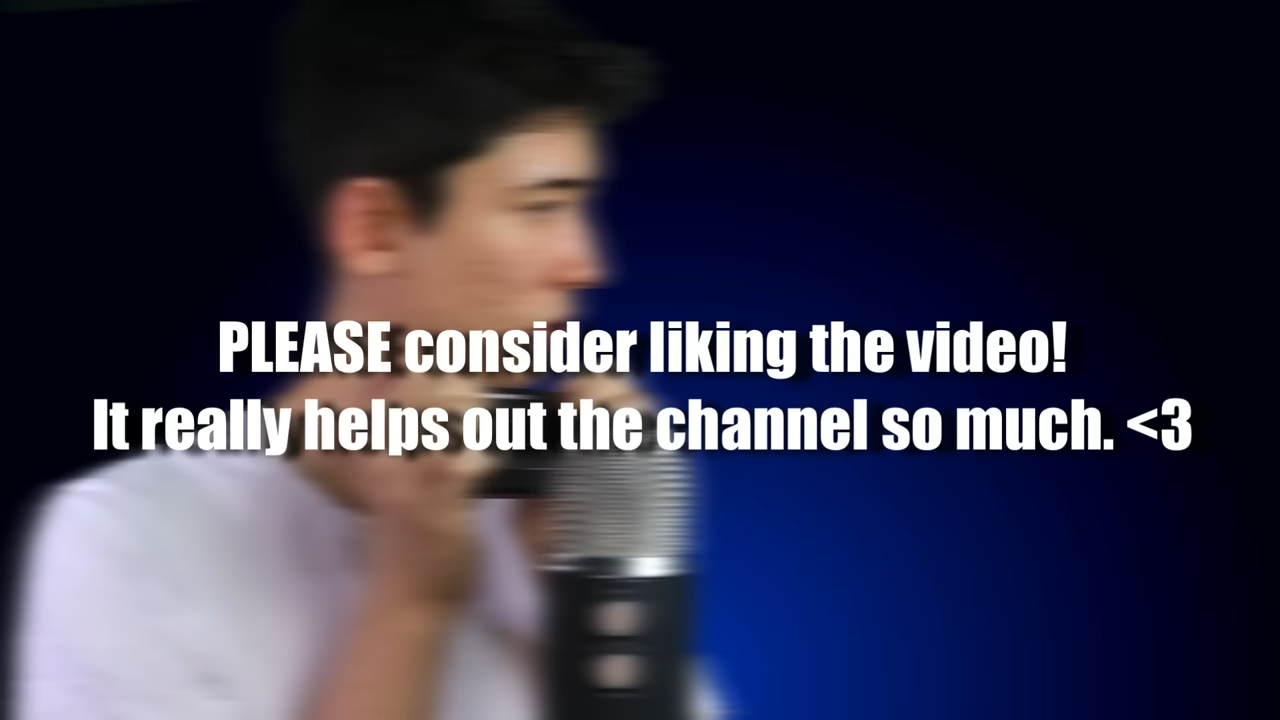 PLEASE consider liking the video!
It really helps out the channel so much. <3